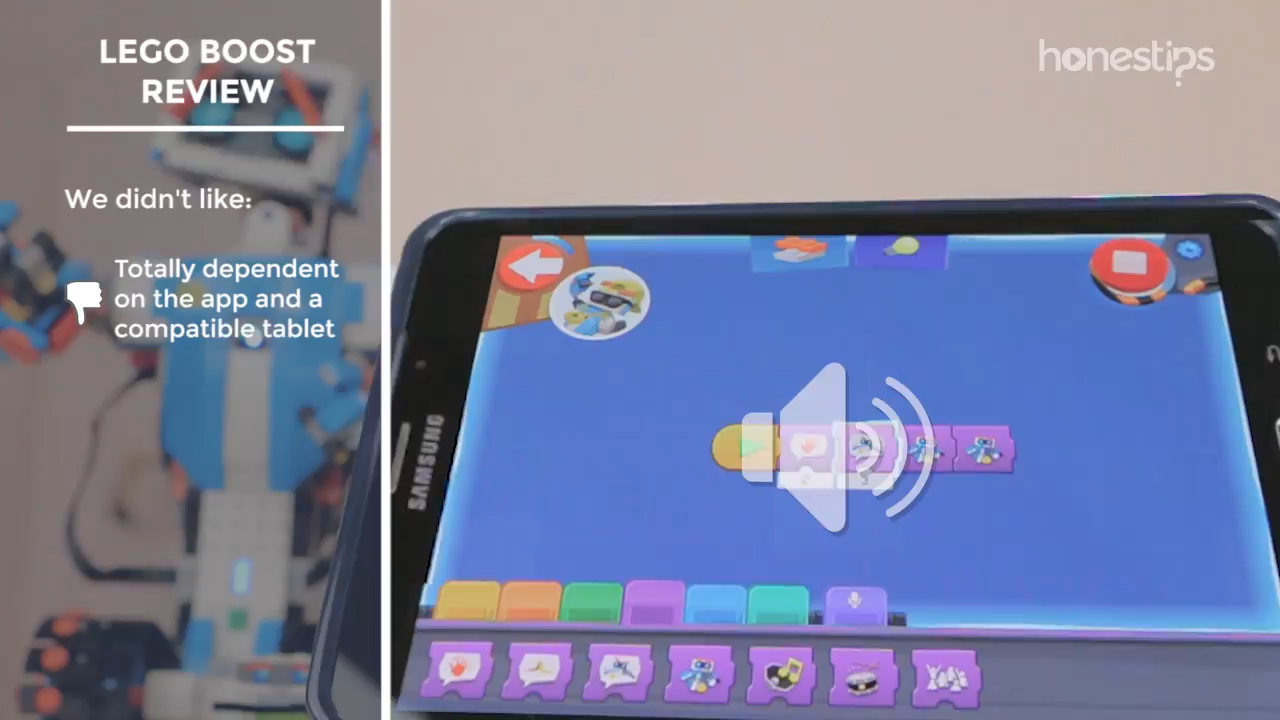 LEGO BOOST
REVIEW
We didn't like:
Totally dependent
on the app and a
compatible tablet
honestips
SAMSUNG